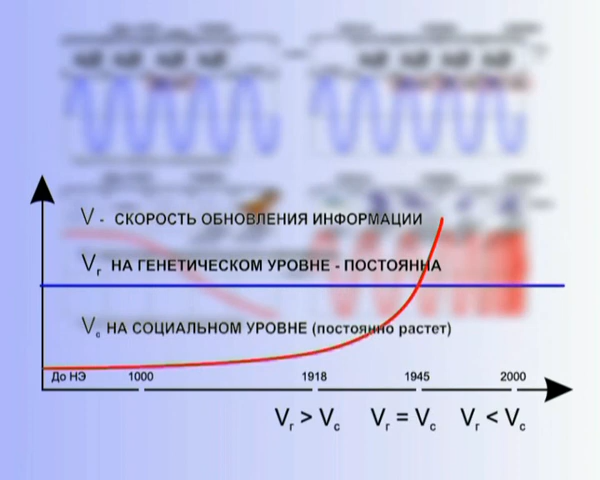 V - СКОРОСТЬ ОБНОВЛЕНИЯ ИНФОРМАЦИИ
Vг НА ГЕНЕТИЧЕСКОМ УРОВНЕ - ПОСТОЯННА
Vс НА СОЦИАЛЬНОМ УРОВНЕ (постоянно растет)
До НЭ 1000 1918 1945 2000
Vг > Vс Vг = Vс Vг < Vс